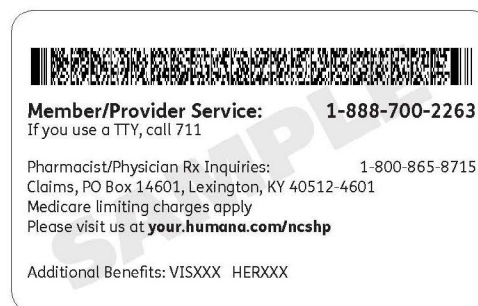 Member/Provider Service: 1-888-700-2263
If you use a TTY, call 711
Pharmacist/Physician Rx Inquiries: 1-800-865-8715
Claims, PO Box 14601, Lexington, KY 40512-4601
Medicare limiting charges apply
Please visit us at your.humana.com/ncshp
Additional Benefits: VISXXX HERXXX
SAMPLE